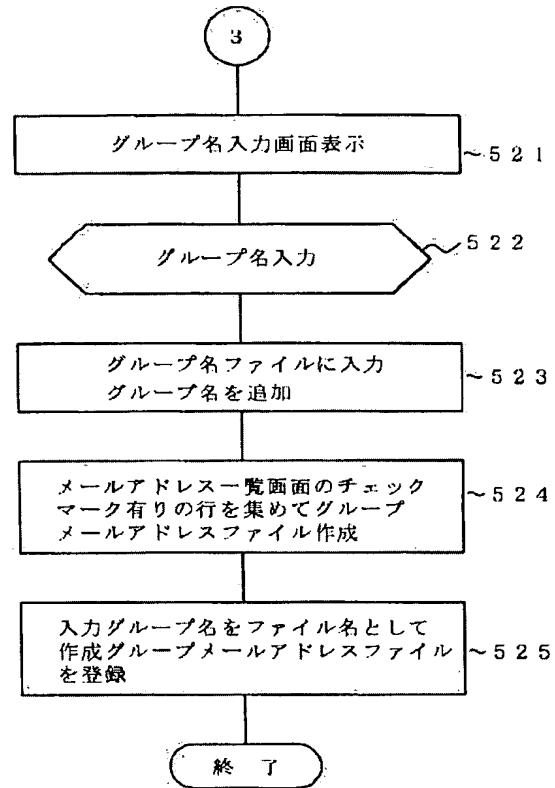 3
グループ名入力画面表示
~521
グループ名入力
522
グループ名ファイルに入力
グループ名を追加
~523
メールアドレス一覧画面のチェック
マーク有りの行を集めてグループ
メールアドレスファイル作成
~524
入力グループ名をファイル名として
作成グループメールアドレスファイル
を登録
~525
終 了